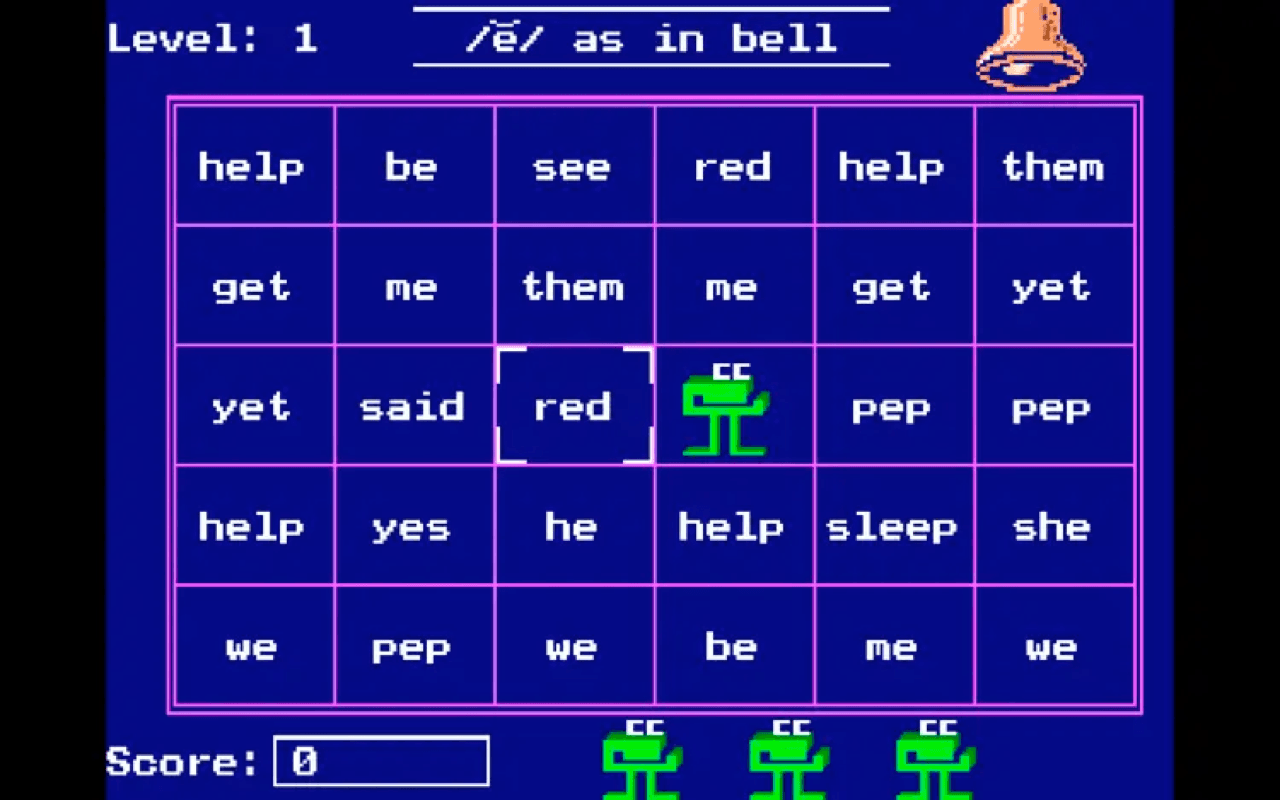 Level: 1 /ĕ/ as in bell
help be see red help them
get me them me get yet
yet said red pep pep
help yes he help sleep she
we pep we be me we
Score: 0